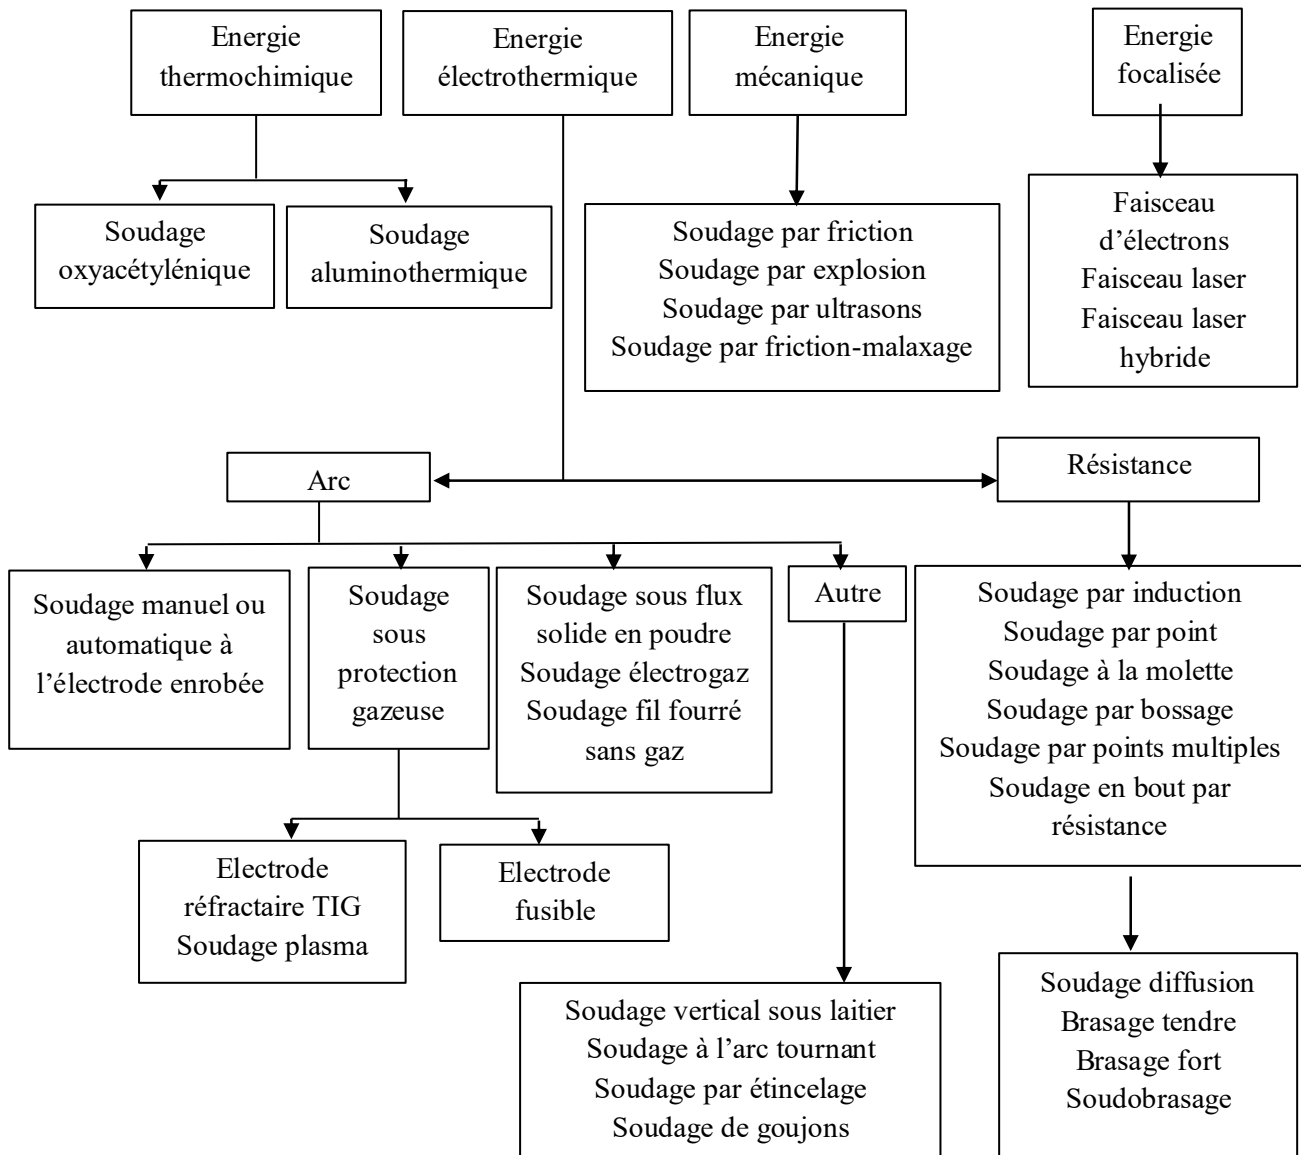 Energie
thermochimique
Energie
électrothermique
Energie
mécanique
Energie
focalisée
Soudage
oxyacétylénique
Soudage
aluminothermique
Soudage par friction
Soudage par explosion
Soudage par ultrasons
Soudage par friction-malaxage
Faisceau
d’électrons
Faisceau laser
Faisceau laser
hybride
Arc
Résistance
Soudage manuel ou
automatique à
l’électrode enrobée
Soudage
sous
protection
gazeuse
Soudage sous flux
solide en poudre
Soudage électrogaz
Soudage fil fourré
sans gaz
Autre
Soudage par induction
Soudage par point
Soudage à la molette
Soudage par bossage
Soudage par points multiples
Soudage en bout par
résistance
Electrode
réfractaire TIG
Soudage plasma
Electrode
fusible
Soudage vertical sous laitier
Soudage à l’arc tournant
Soudage par étincelage
Soudage de goujons
Soudage diffusion
Brasage tendre
Brasage fort
Soudobrasage